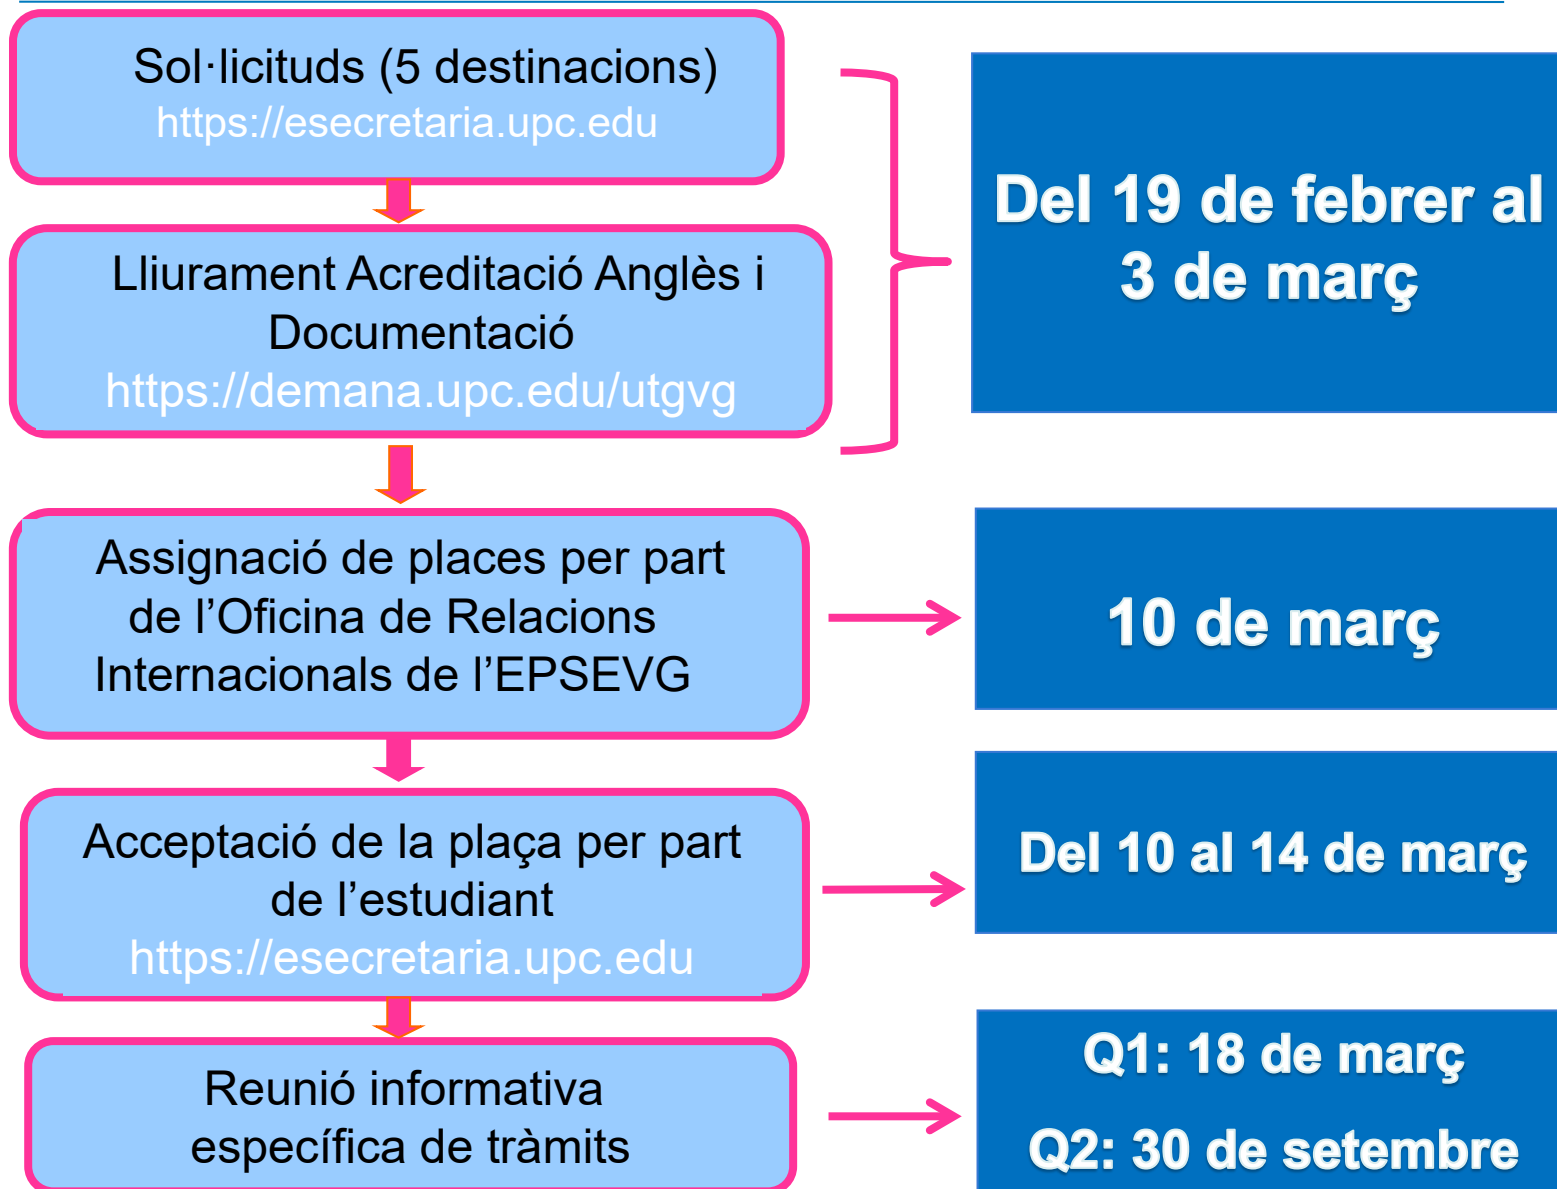 Sol·licituds (5 destinacions)
https://esecretaria.upc.edu
Lliurament Acreditació Anglès i
Documentació
https://demana.upc.edu/utgvg
Del 19 de febrer al
3 de març
Assignació de places per part
de l’Oficina de Relacions
Internacionals de l’EPSEVG
10 de març
Acceptació de la plaça per part
de l’estudiant
https://esecretaria.upc.edu
Del 10 al 14 de març
Reunió informativa
específica de tràmits
Q1: 18 de març
Q2: 30 de setembre